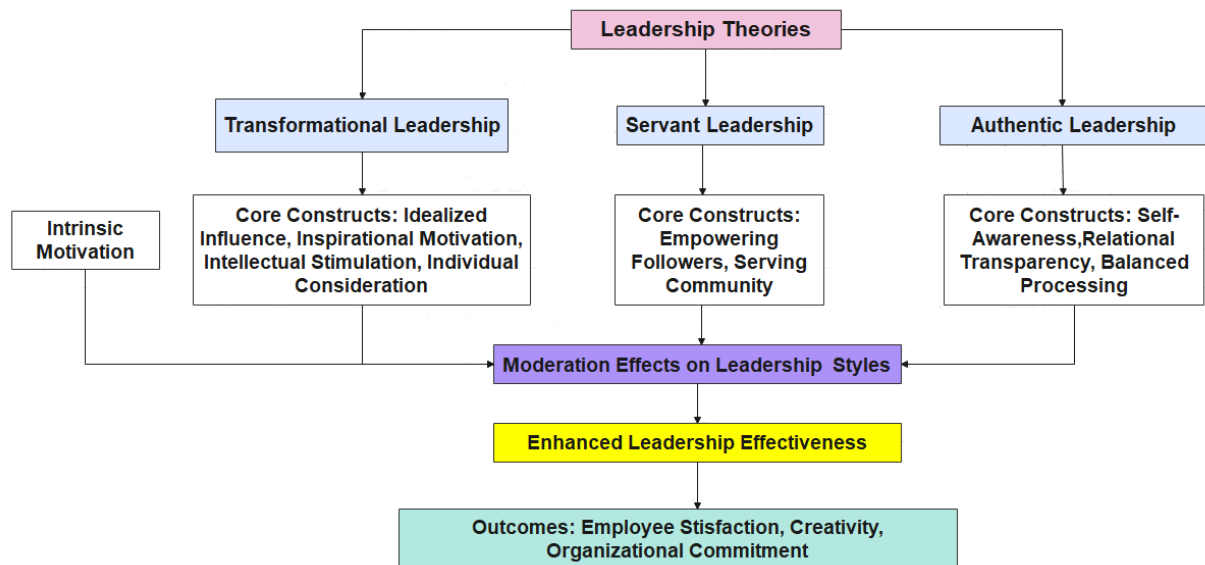 Leadership Theories
Transformational Leadership
Servant Leadership
Authentic Leadership
Intrinsic
Motivation
Core Constructs: Idealized
Influence, Inspirational Motivation,
Intellectual Stimulation, Individual
Consideration
Core Constructs:
Empowering
Followers, Serving
Community
Core Constructs: Self-
Awareness,Relational
Transparency, Balanced
Processing
Moderation Effects on Leadership Styles
Enhanced Leadership Effectiveness
Outcomes: Employee Stisfaction, Creativity,
Organizational Commitment